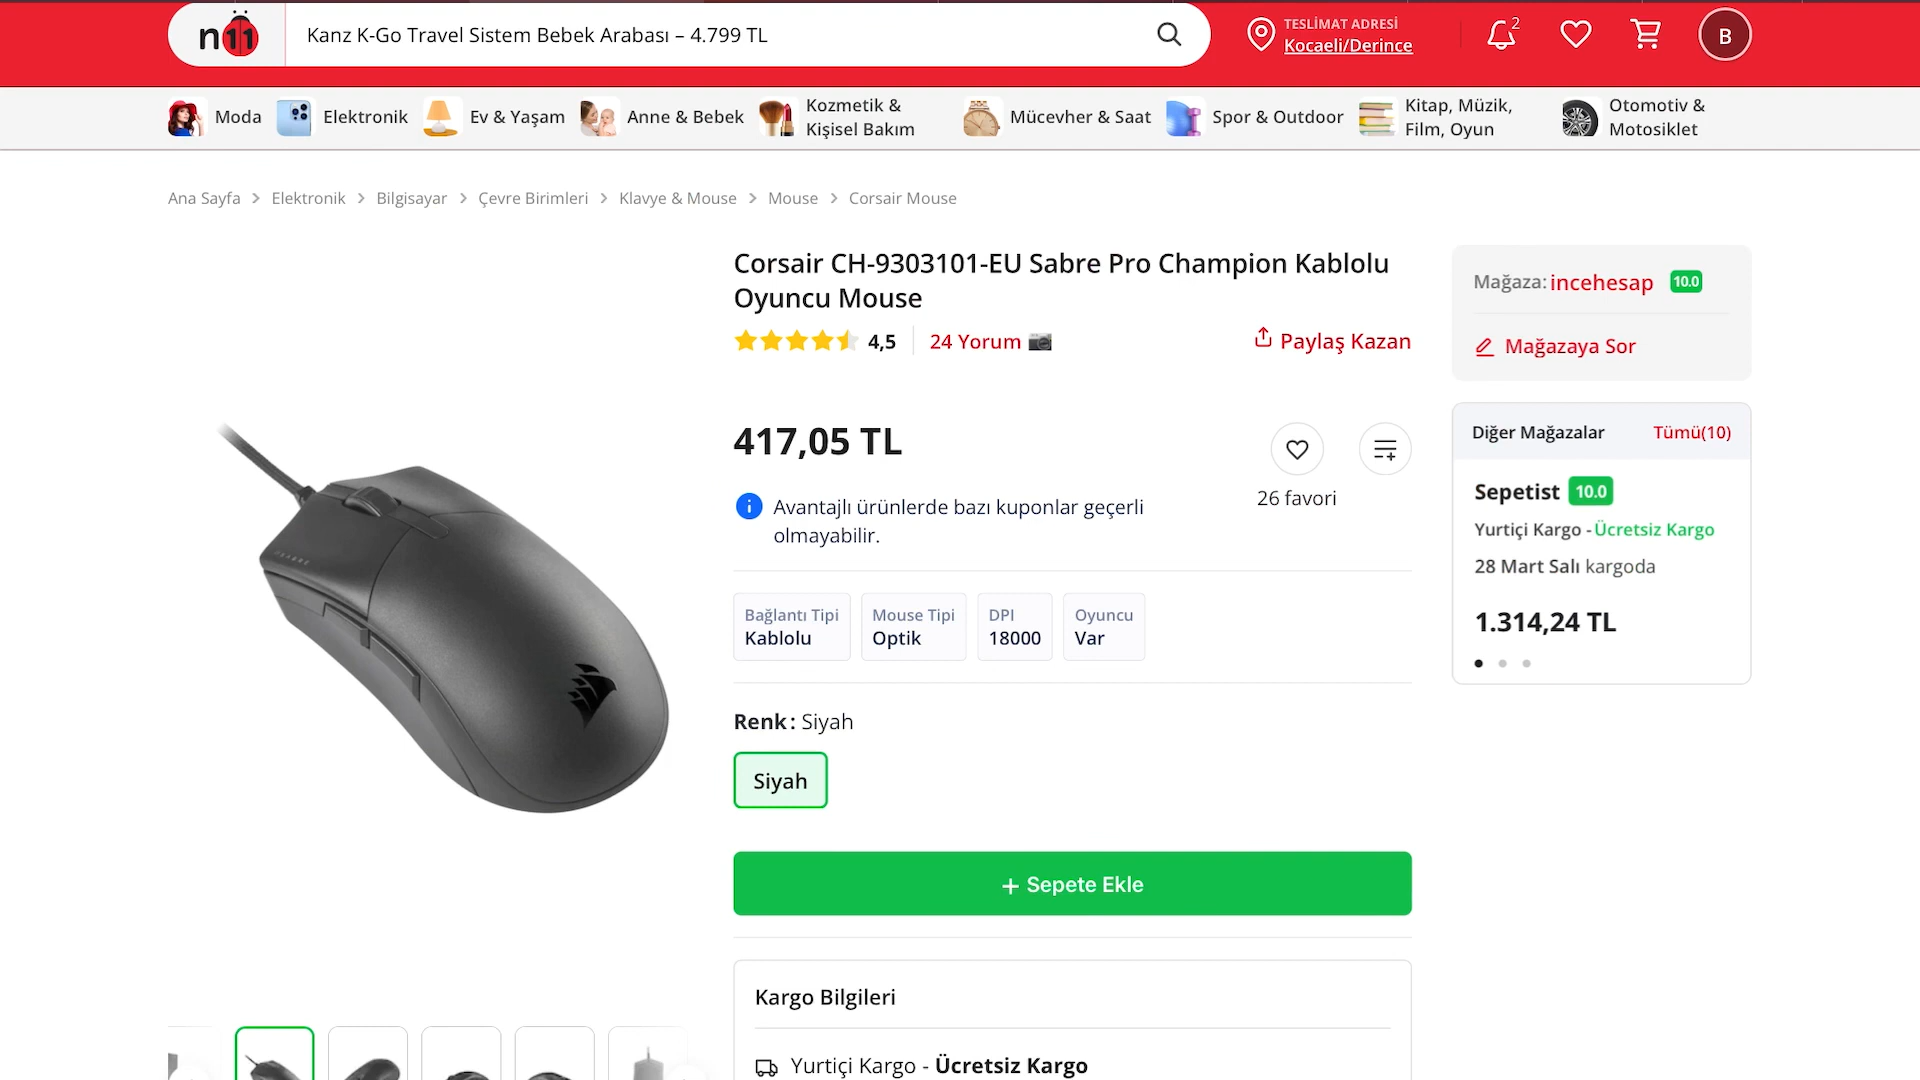 n11
Kanz K-Go Travel Sistem Bebek Arabası – 4.799 TL
TESLİMAT ADRESİ
Kocaeli/Derince
2
B
Moda
Elektronik
Ev & Yaşam
Anne & Bebek
Kozmetik &
Kişisel Bakım
Mücevher & Saat
Spor & Outdoor
Kitap, Müzik,
Film, Oyun
Otomotiv &
Motosiklet
Ana Sayfa > Elektronik > Bilgisayar > Çevre Birimleri > Klavye & Mouse > Mouse > Corsair Mouse
Corsair CH-9303101-EU Sabre Pro Champion Kablolu
Oyuncu Mouse
4,5
24 Yorum
Paylaş Kazan
417,05 TL
26 favori
Avantajlı ürünlerde bazı kuponlar geçerli
olmayabilir.
Bağlantı Tipi
Kablolu
Mouse Tipi
Optik
DPI
18000
Oyuncu
Var
Renk: Siyah
Siyah
+ Sepete Ekle
Kargo Bilgileri
Yurtiçi Kargo - Ücretsiz Kargo
Mağaza: incehesap 10.0
Mağazaya Sor
Diğer Mağazalar
Tümü(10)
Sepetist 10.0
Yurtiçi Kargo - Ücretsiz Kargo
28 Mart Salı kargoda
1.314,24 TL
SABRE